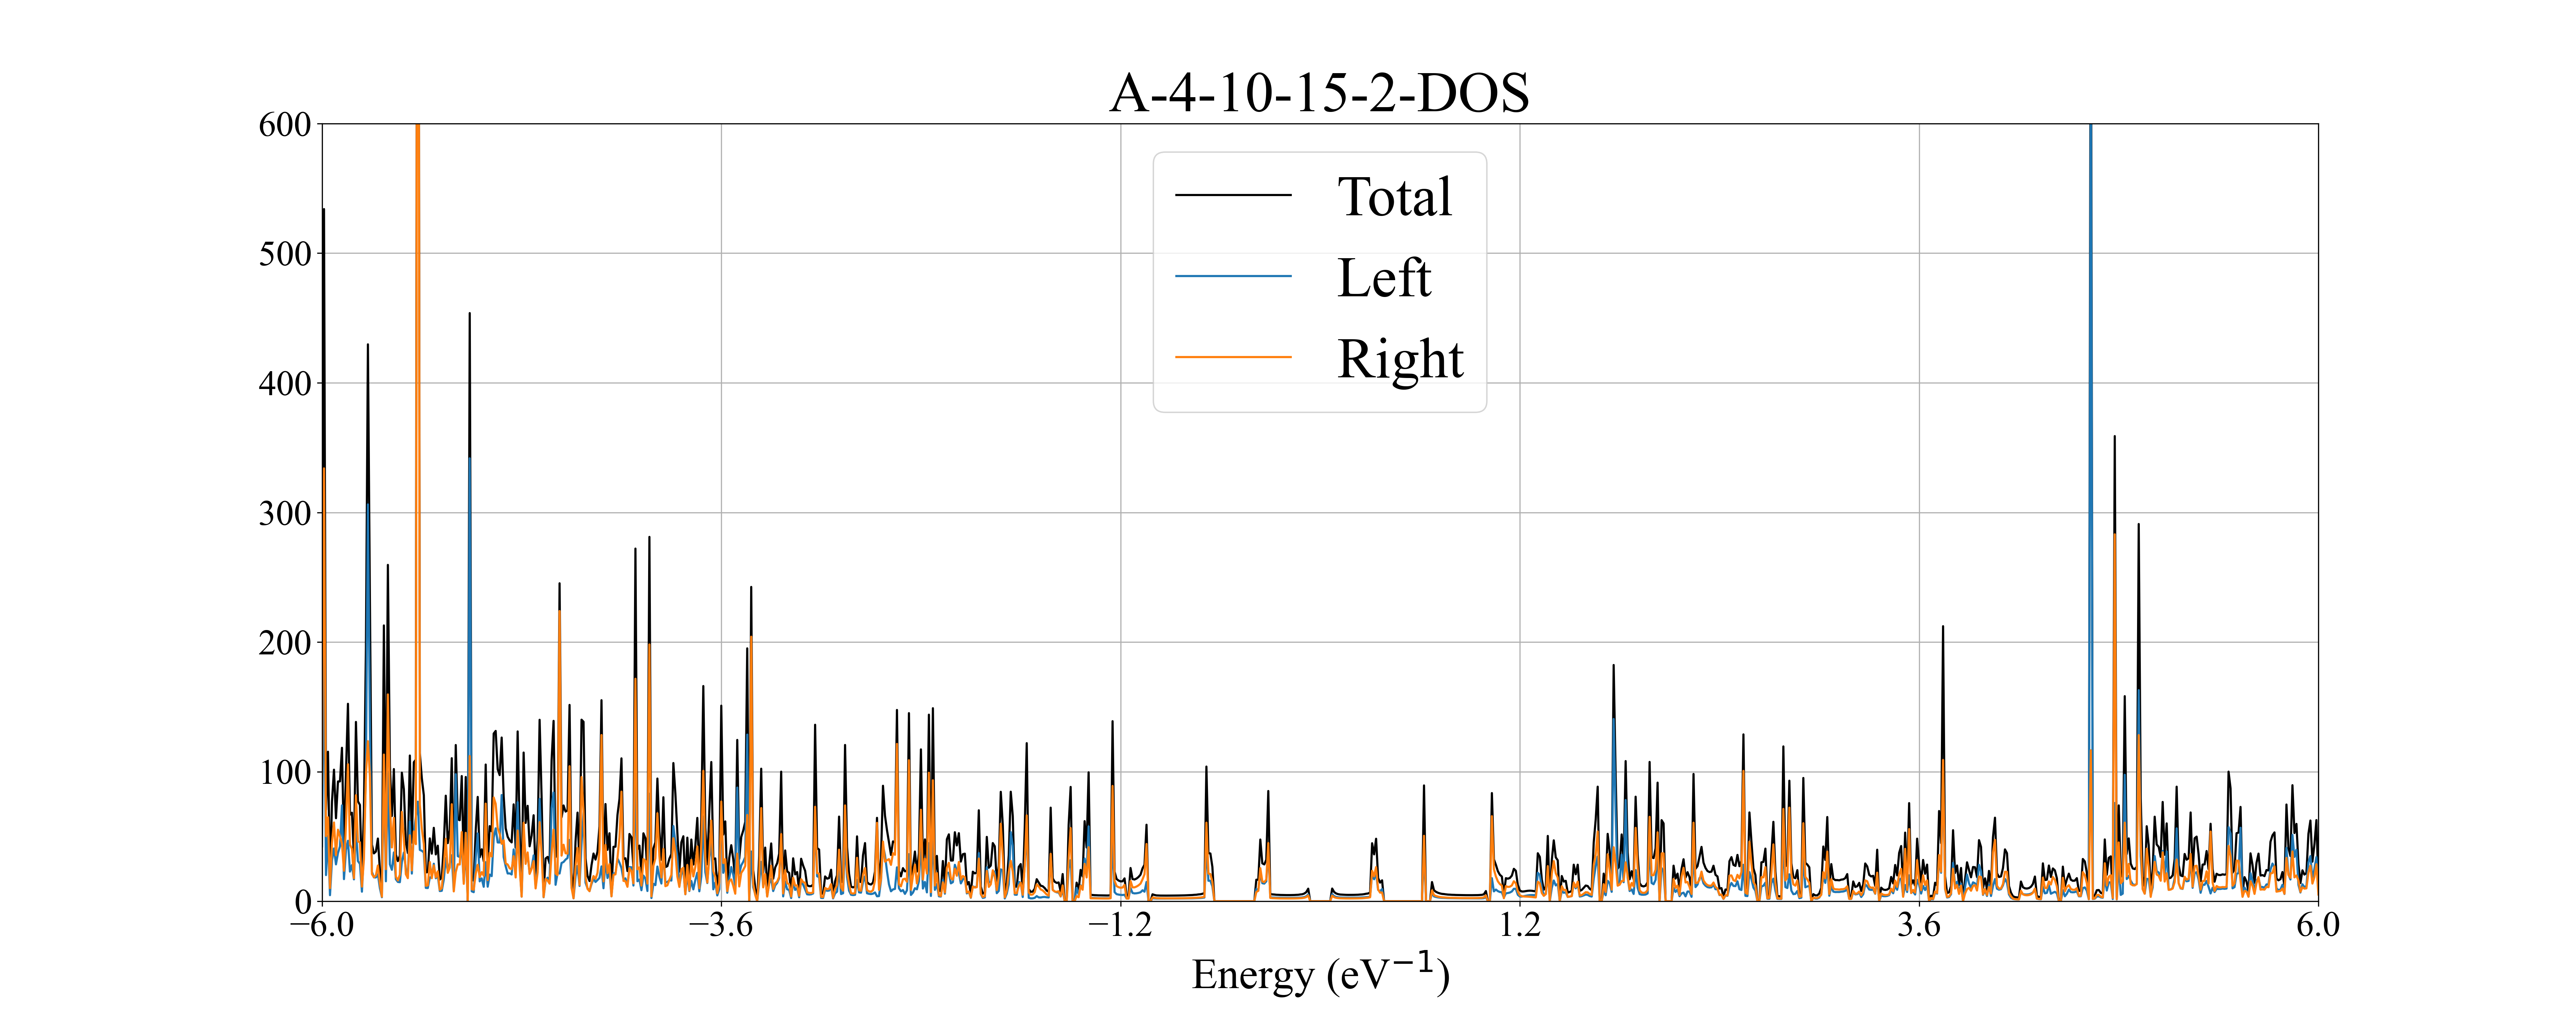 A-4-10-15-2-DOS
600
500
400
300
200
100
0
Total
Left
Right
−6.0 −3.6 −1.2 1.2 3.6 6.0
Energy (eV⁻¹)